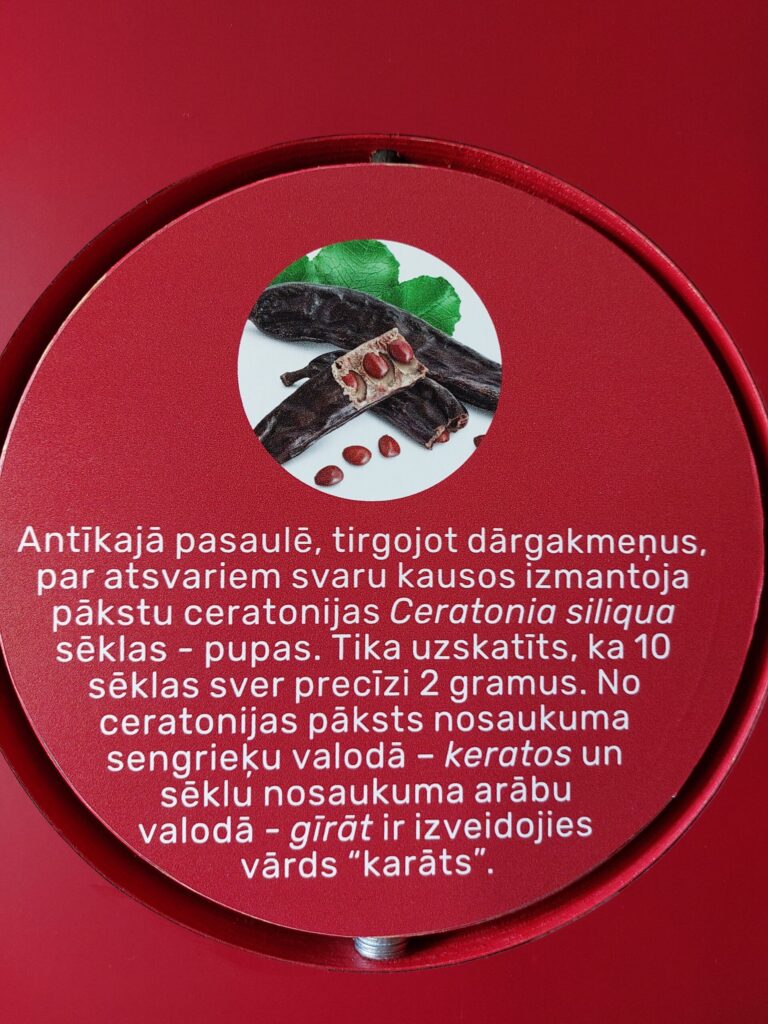 Antīkajā pasaulē, tirgojot dārgakmeņus,
par atsvariem svaru kausos izmantoja
pākstu ceratonijas Ceratonia siliqua
sēklas - pupas. Tika uzskatīts, ka 10
sēklas sver precīzi 2 gramus. No
ceratonijas pāksts nosaukuma
sengrieķu valodā – keratos un
sēklu nosaukuma arābu
valodā - gīrāt ir izveidojies
vārds “karāts”.